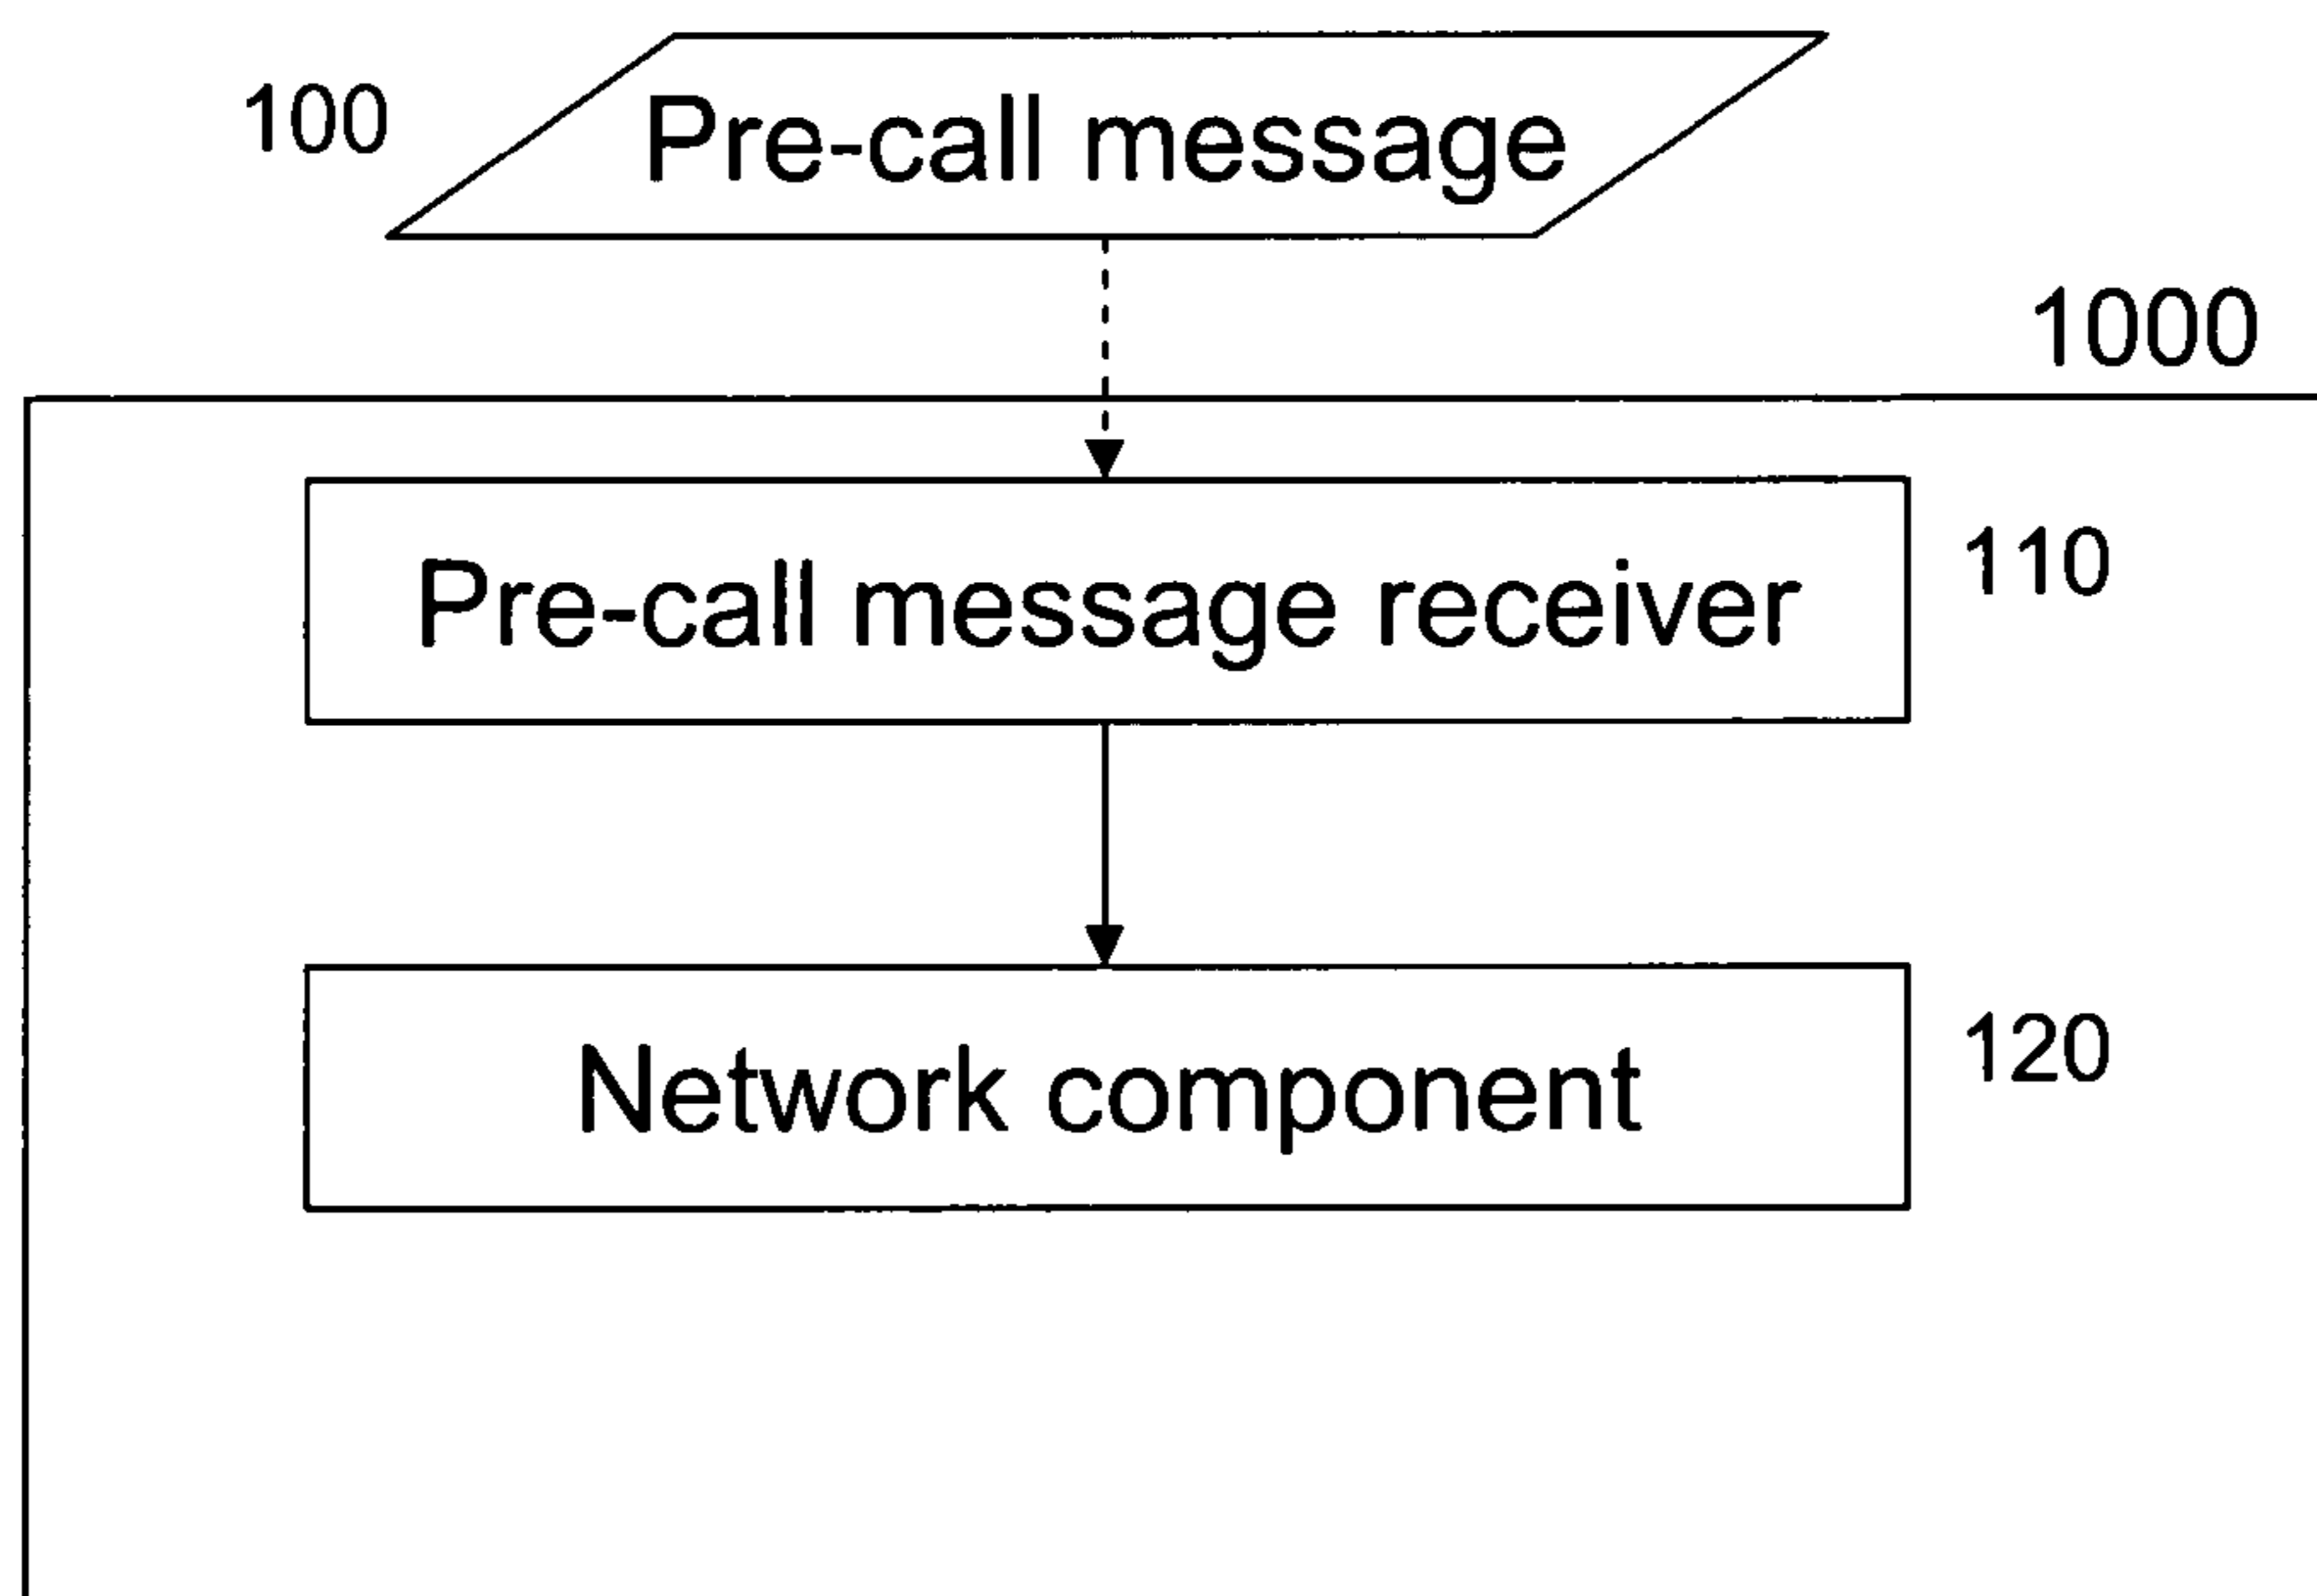 100
Pre-call message
1000
Pre-call message receiver
110
Network component
120